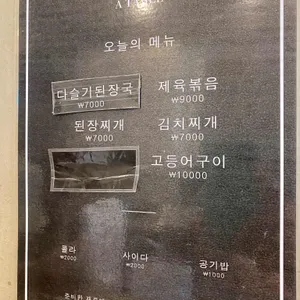 오늘의 메뉴
다슬기된장국 제육볶음
₩7000 ₩9000
된장찌개 김치찌개
₩7000 ₩7000
고등어구이
₩10000
콜라 사이다 공기밥
₩2000 ₩2000 ₩1000